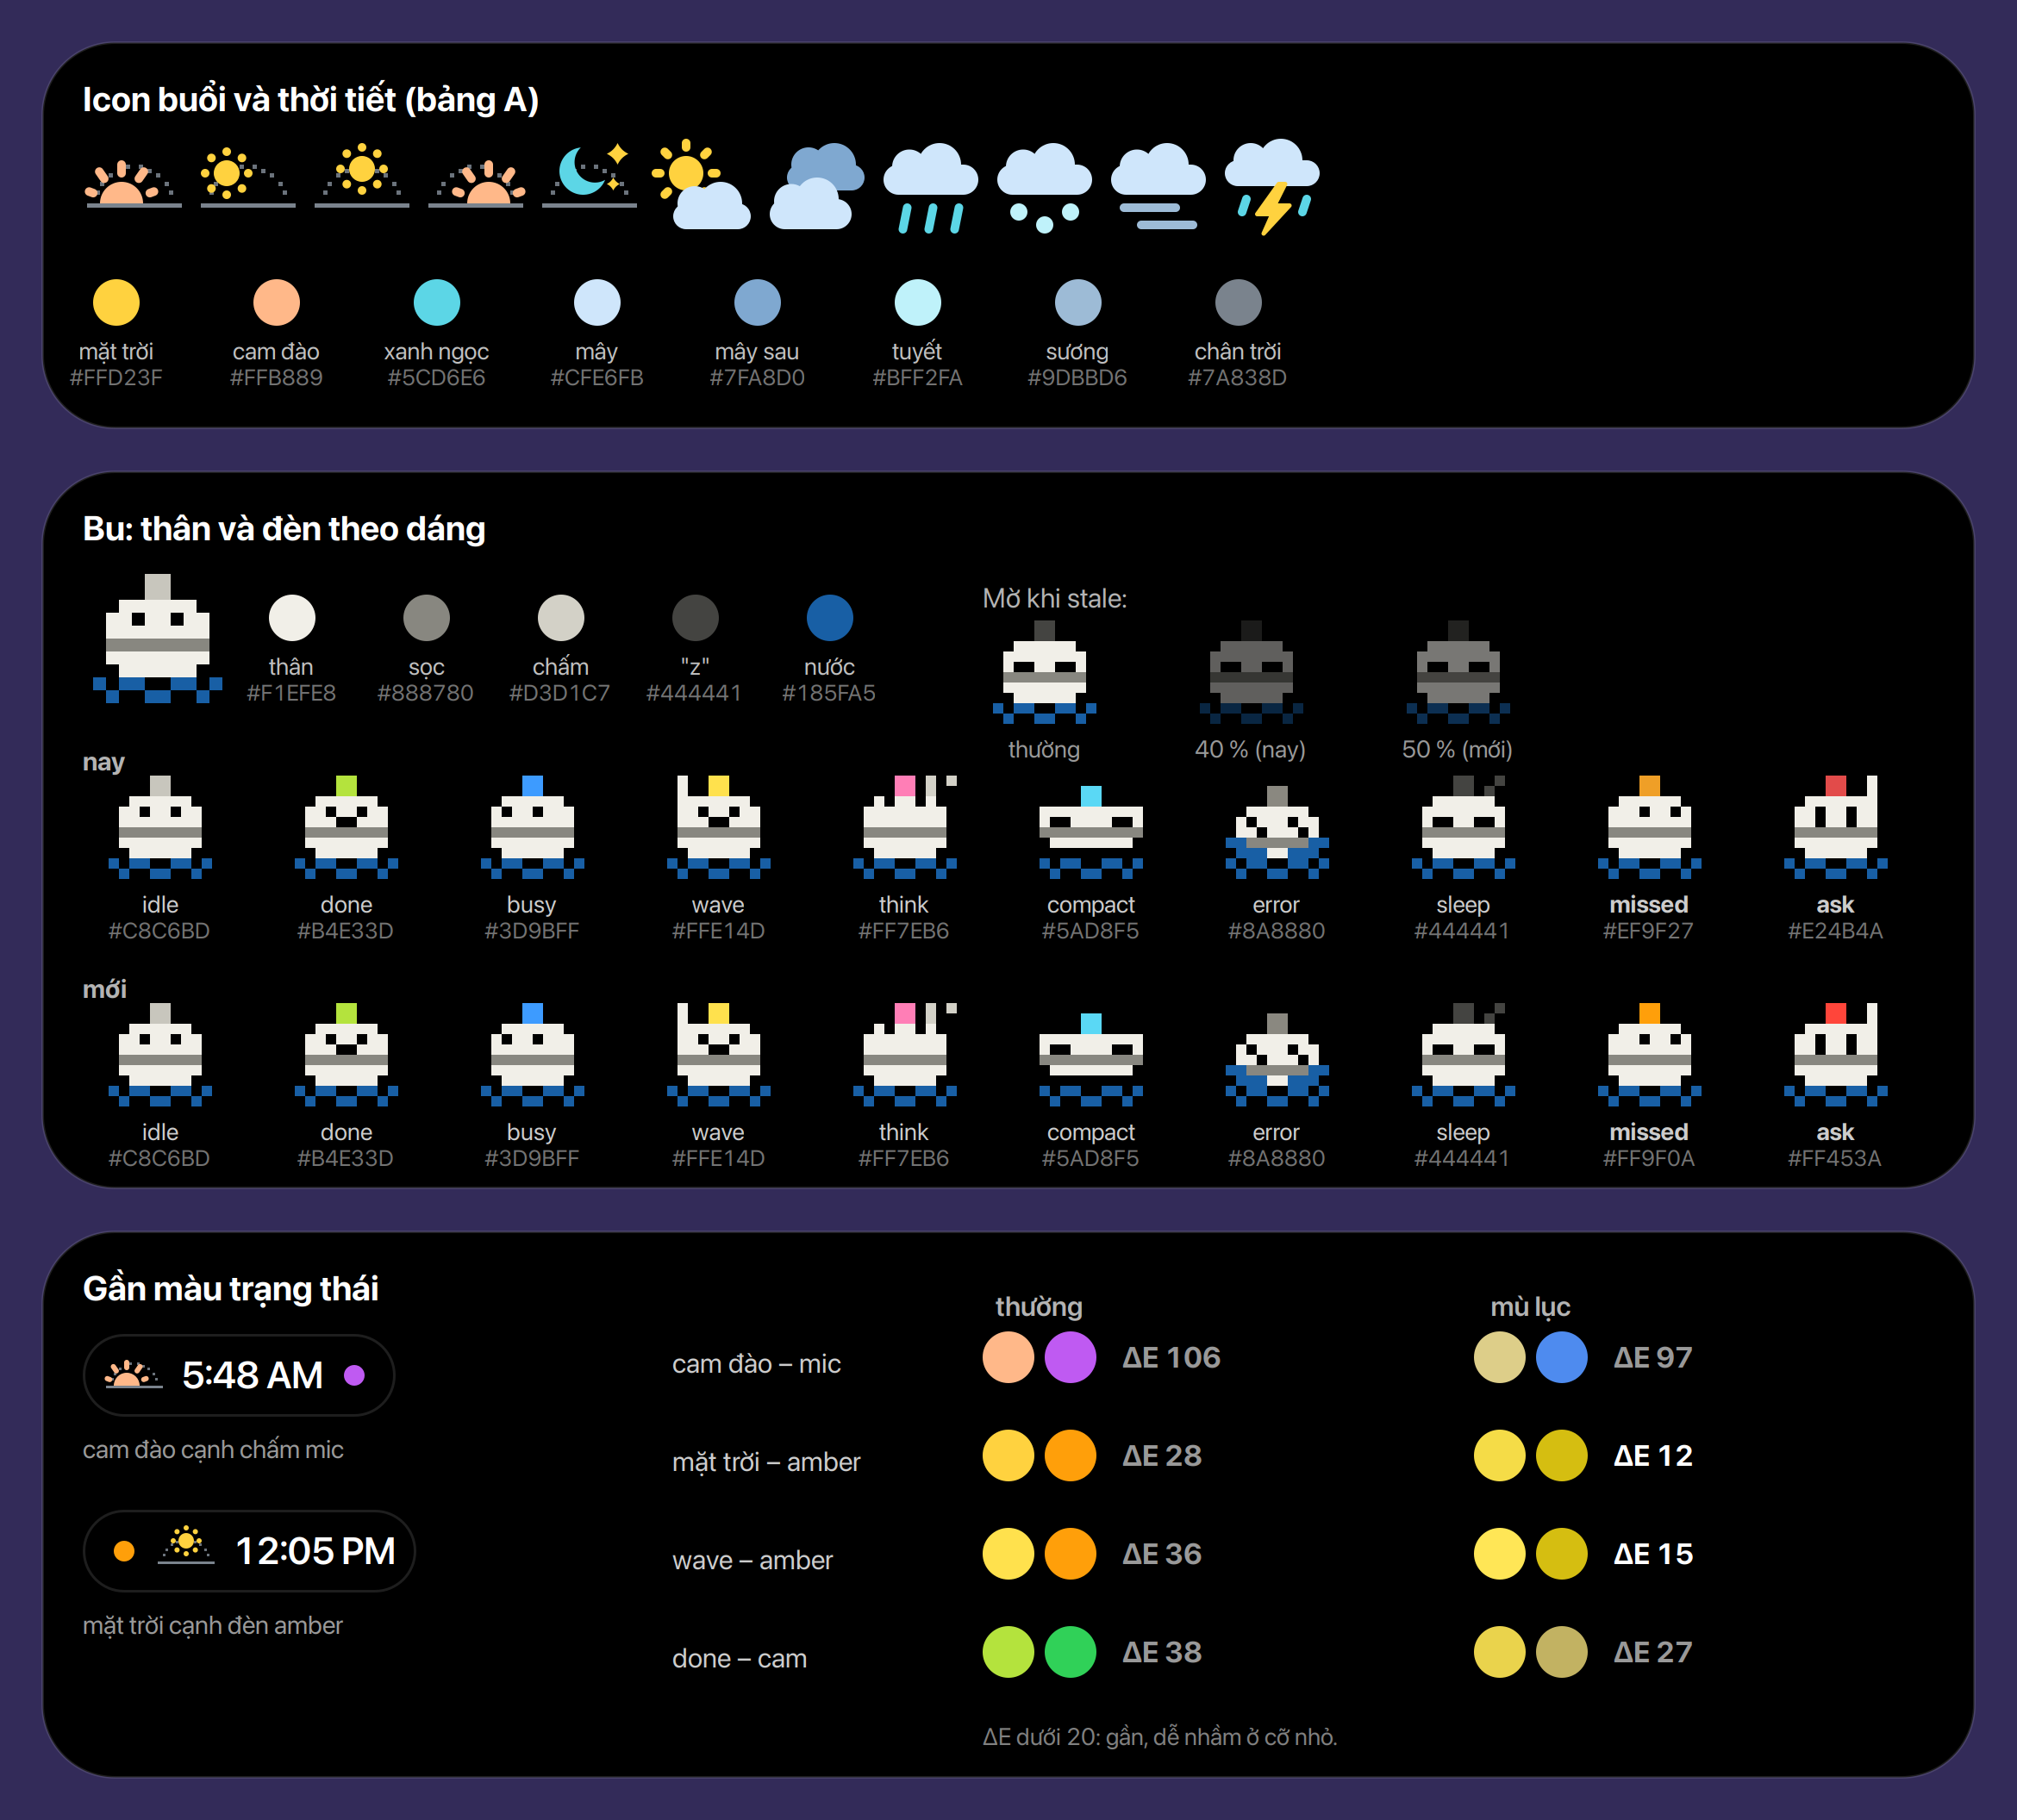 Icon buổi và thời tiết (bảng A)
mặt trời
#FFD23F
cam đào
#FFB889
xanh ngọc
#5CD6E6
mây
#CFE6FB
mây sau
#7FA8D0
tuyết
#BFF2FA
sương
#9DBBD6
chân trời
#7A838D
Bu: thân và đèn theo dáng
thân
#F1EFE8
sọc
#888780
chấm
#D3D1C7
"z"
#444441
nước
#185FA5
Mờ khi stale:
thường
40 % (nay)
50 % (mới)
nay
idle
#C8C6BD
done
#B4E33D
busy
#3D9BFF
wave
#FFE14D
think
#FF7EB6
compact
#5AD8F5
error
#8A8880
sleep
#444441
missed
#EF9F27
ask
#E24B4A
mới
idle
#C8C6BD
done
#B4E33D
busy
#3D9BFF
wave
#FFE14D
think
#FF7EB6
compact
#5AD8F5
error
#8A8880
sleep
#444441
missed
#FF9F0A
ask
#FF453A
Gần màu trạng thái
5:48 AM
cam đào cạnh chấm mic
12:05 PM
mặt trời cạnh đèn amber
thường
mù lục
cam đào – mic
ΔE 106
ΔE 97
mặt trời – amber
ΔE 28
ΔE 12
wave – amber
ΔE 36
ΔE 15
done – cam
ΔE 38
ΔE 27
ΔE dưới 20: gần, dễ nhầm ở cỡ nhỏ.